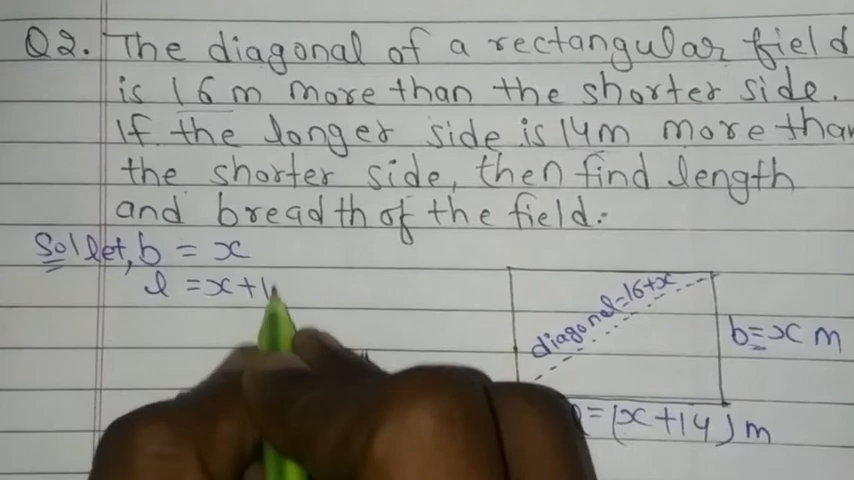 Q2. The diagonal of a rectangular field
is 16 m more than the shorter side.
If the longer side is 14m more than
the shorter side, then find length
and breadth of the field.
Sol let, b = x
l = x+1
diagonal=16+x
b=x m
l=(x+14)m